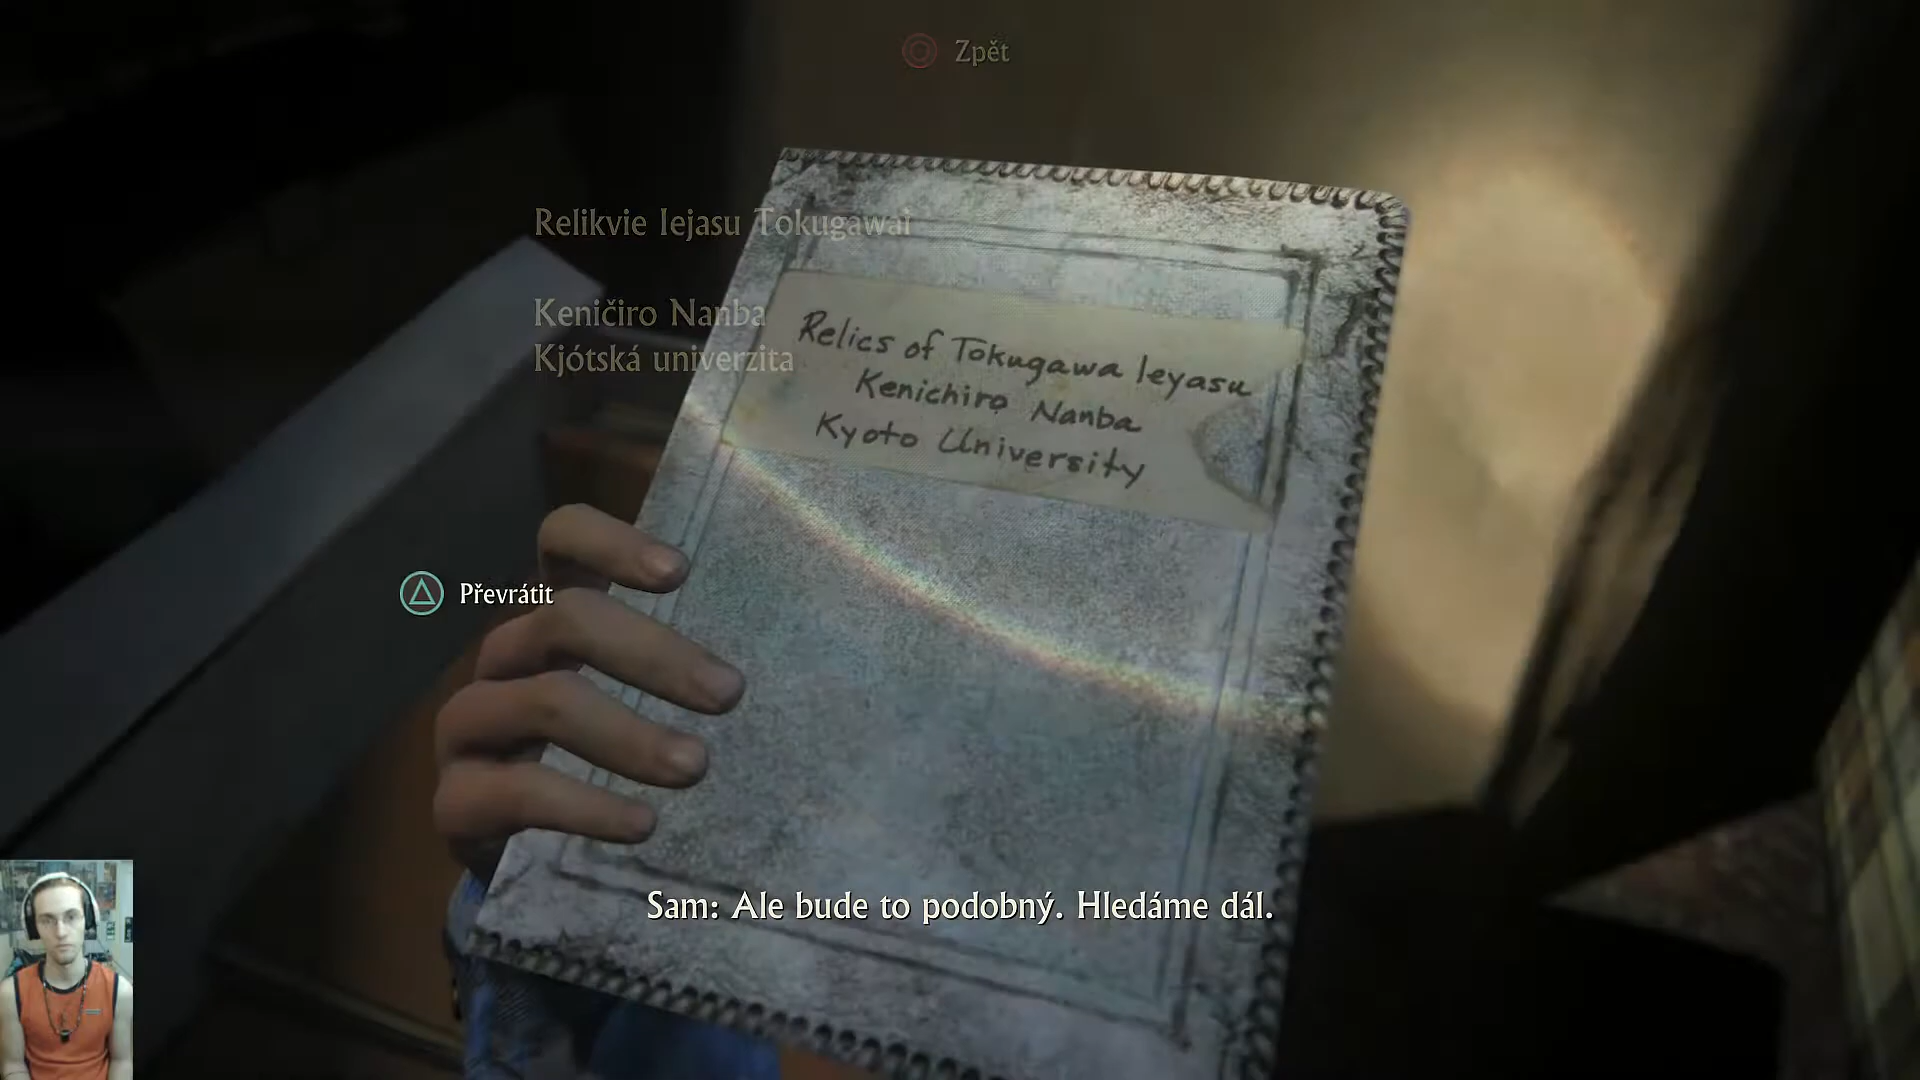 Zpět
Relikvie Iejasu Tokugawai
Keničiro Nanba
Kjótská univerzita
Relics of Tokugawa Ieyasu
Kenichiro Nanba
Kyoto University
Převrátit
Sam: Ale bude to podobný. Hledáme dál.